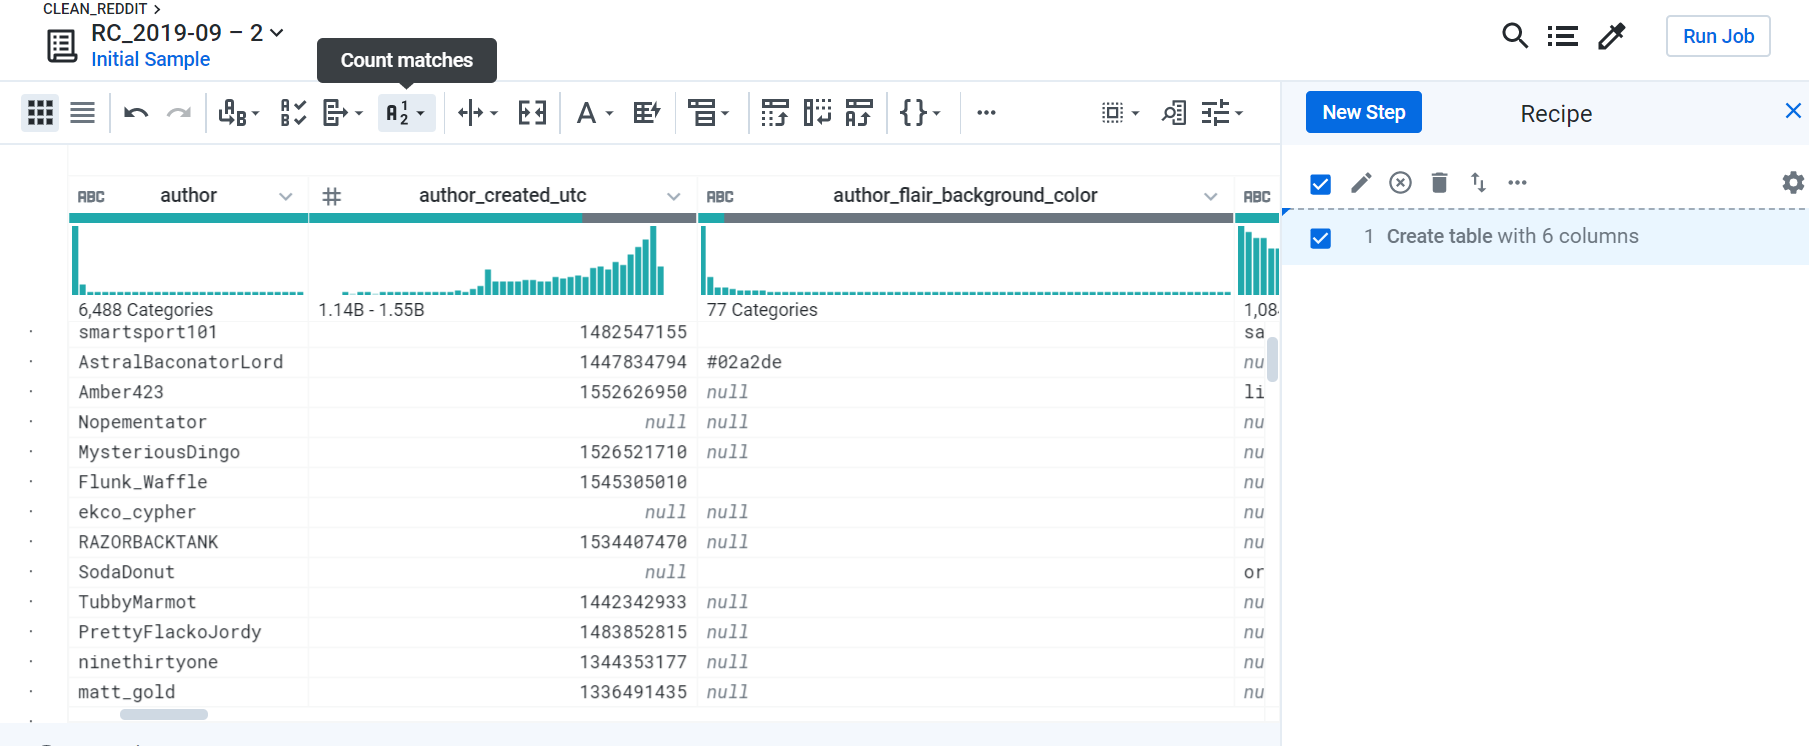 CLEAN_REDDIT >
RC_2019-09 – 2
Initial Sample
Count matches
Run Job
New Step
Recipe
ABC author
# author_created_utc
ABC author_flair_background_color
ABC
6,488 Categories
1.14B - 1.55B
77 Categories
1,08
smartsport101 1482547155 sa
AstralBaconatorLord 1447834794 #02a2de nu
Amber423 1552626950 null li
Nopementator null null nu
MysteriousDingo 1526521710 null nu
Flunk_Waffle 1545305010 nu
ekco_cypher null null nu
RAZORBACKTANK 1534407470 null nu
SodaDonut null or
TubbyMarmot 1442342933 null nu
PrettyFlackoJordy 1483852815 null nu
ninethirtyone 1344353177 null nu
matt_gold 1336491435 null nu
1 Create table with 6 columns